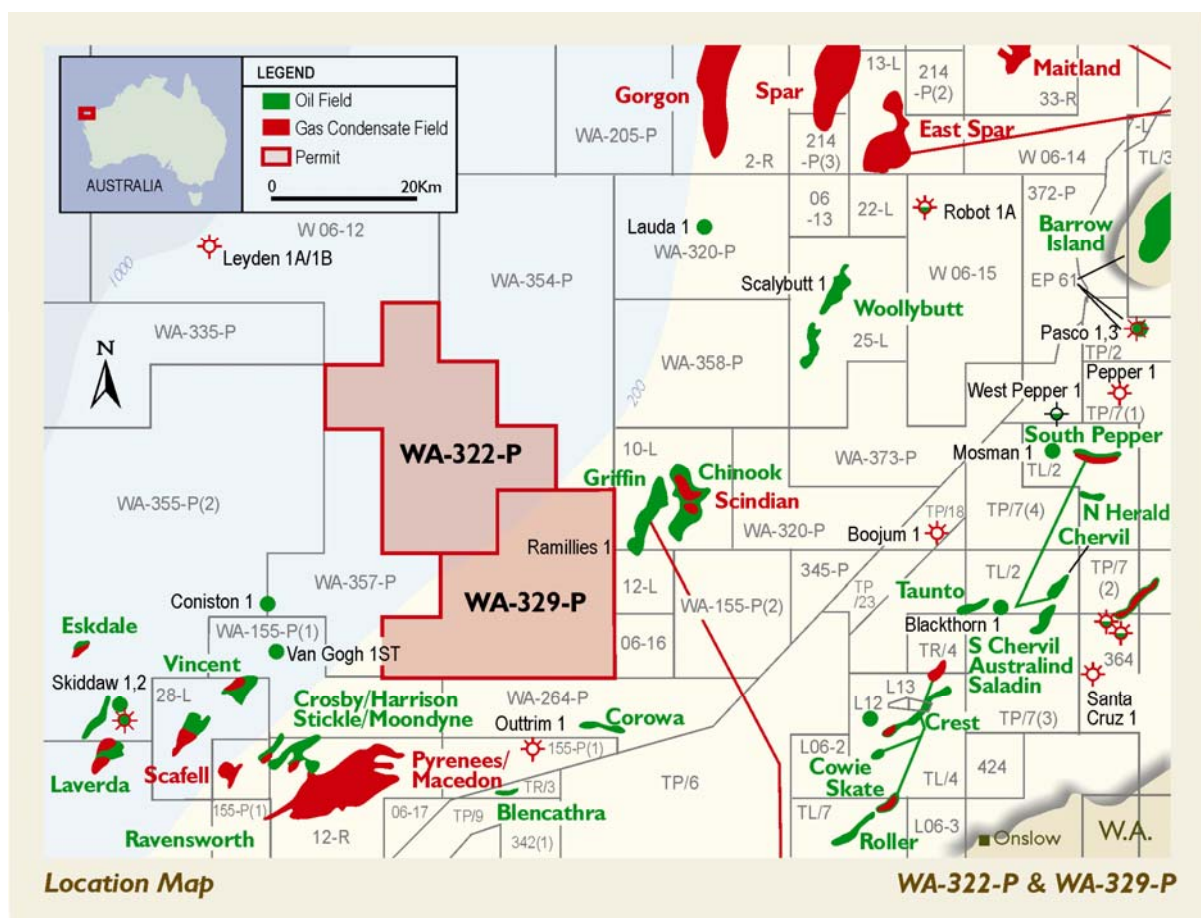 LEGEND
Oil Field
Gas Condensate Field
Permit
0 20Km
AUSTRALIA
Gorgon
Spar
13-L
214
-P(2)
Maitland
33-R
WA-205-P
2-R
214
-P(3)
East Spar
W 06-14
TL/3
W 06-12
Leyden 1A/1B
1000
Lauda 1
WA-320-P
06
-13
22-L
Robot 1A
372-P
Barrow
Island
WA-354-P
Scalybutt 1
W 06-15
EP 61
WA-335-P
Woollybutt
25-L
Pasco 1,3
TP/2
N
200
WA-358-P
West Pepper 1
Pepper 1
TP/7(1)
WA-322-P
10-L
WA-373-P
Mosman 1
South Pepper
TL/2
WA-355-P(2)
Griffin
Chinook
Scindian
WA-320-P
TP/18
TP/7(4)
N Herald
Chervil
Ramillies 1
Boojum 1
WA-357-P
WA-329-P
12-L
WA-155-P(2)
345-P
TP
/23
TL/2
TP/7
(2)
Coniston 1
Taunto
Blackthorn 1
WA-155-P(1)
06-16
S Chervil
Australind
Saladin
364
Eskdale
Van Gogh 1ST
TR/4
Vincent
Skiddaw 1,2
28-L
WA-264-P
L13
L12
Santa
Cruz 1
Crosby/Harrison
Stickle/Moondyne
Outtrim 1
Corowa
Crest
TP/7(3)
155-P(1)
L06-2
Laverda
Scafell
Pyrenees/
Macedon
TP/6
Cowie
Skate
TL/4
424
155-P(1)
06-17
TR/3
Blencathra
TP/9
342(1)
Ravensworth
12-R
TL/7
Roller
L06-3
Onslow
W.A.
Location Map
WA-322-P & WA-329-P